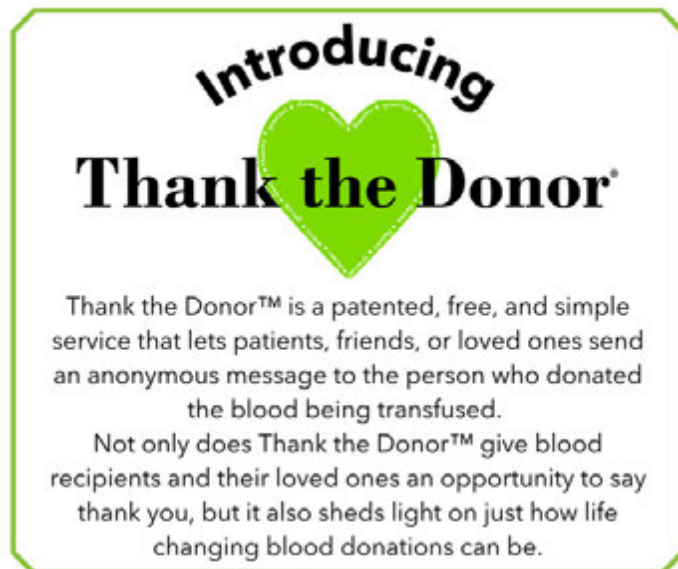 Introducing
Thank the Donor®
Thank the Donor™ is a patented, free, and simple
service that lets patients, friends, or loved ones send
an anonymous message to the person who donated
the blood being transfused.
Not only does Thank the Donor™ give blood
recipients and their loved ones an opportunity to say
thank you, but it also sheds light on just how life
changing blood donations can be.